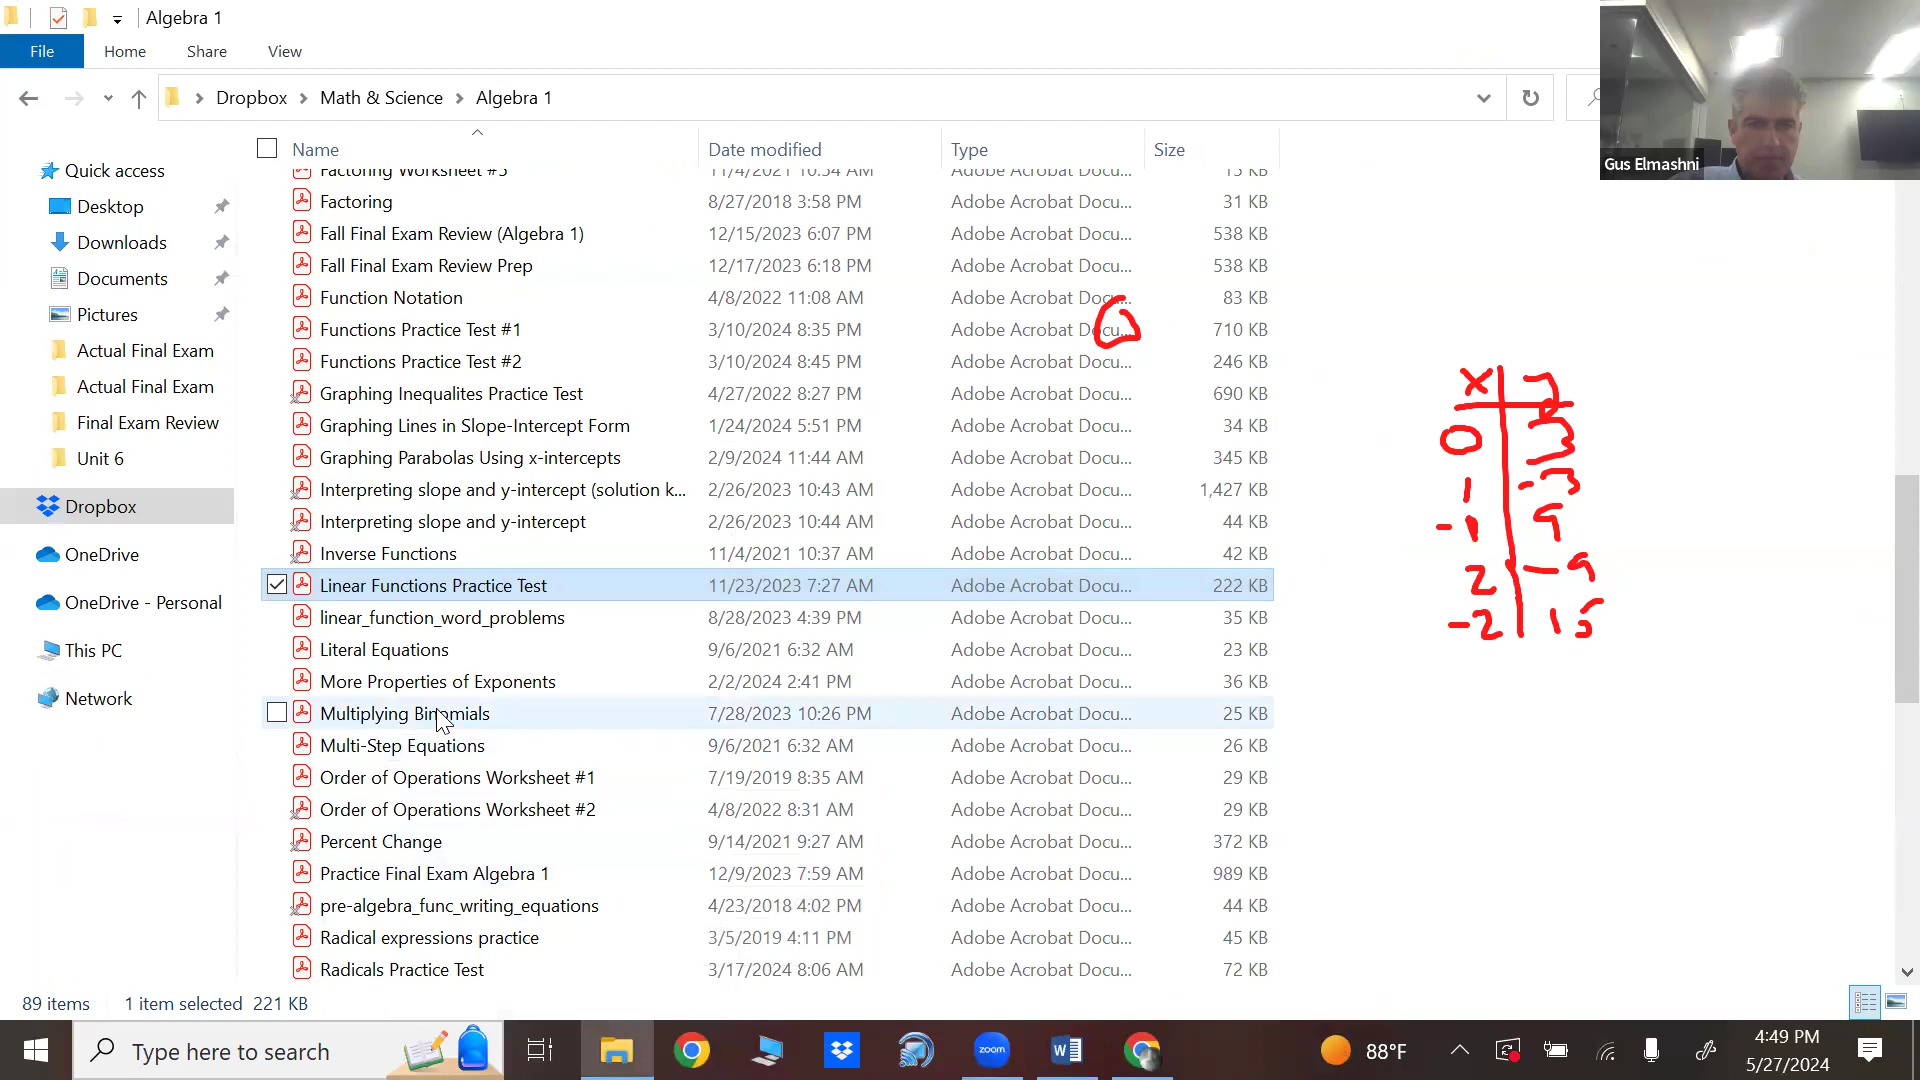 Algebra 1
File Home Share View
Dropbox Math & Science Algebra 1
Gus Elmashni
Name Date modified Type Size
Quick access
Desktop
Downloads
Documents
Pictures
Actual Final Exam
Actual Final Exam
Final Exam Review
Unit 6
Dropbox
OneDrive
OneDrive - Personal
This PC
Network
Factoring 8/27/2018 3:58 PM Adobe Acrobat Docu... 31 KB
Fall Final Exam Review (Algebra 1) 12/15/2023 6:07 PM Adobe Acrobat Docu... 538 KB
Fall Final Exam Review Prep 12/17/2023 6:18 PM Adobe Acrobat Docu... 538 KB
Function Notation 4/8/2022 11:08 AM Adobe Acrobat Docu... 83 KB
Functions Practice Test #1 3/10/2024 8:35 PM Adobe Acrobat Docu... 710 KB
Functions Practice Test #2 3/10/2024 8:45 PM Adobe Acrobat Docu... 246 KB
Graphing Inequalites Practice Test 4/27/2022 8:27 PM Adobe Acrobat Docu... 690 KB
Graphing Lines in Slope-Intercept Form 1/24/2024 5:51 PM Adobe Acrobat Docu... 34 KB
Graphing Parabolas Using x-intercepts 2/9/2024 11:44 AM Adobe Acrobat Docu... 345 KB
Interpreting slope and y-intercept (solution k... 2/26/2023 10:43 AM Adobe Acrobat Docu... 1,427 KB
Interpreting slope and y-intercept 2/26/2023 10:44 AM Adobe Acrobat Docu... 44 KB
Inverse Functions 11/4/2021 10:37 AM Adobe Acrobat Docu... 42 KB
Linear Functions Practice Test 11/23/2023 7:27 AM Adobe Acrobat Docu... 222 KB
linear_function_word_problems 8/28/2023 4:39 PM Adobe Acrobat Docu... 35 KB
Literal Equations 9/6/2021 6:32 AM Adobe Acrobat Docu... 23 KB
More Properties of Exponents 2/2/2024 2:41 PM Adobe Acrobat Docu... 36 KB
Multiplying Binomials 7/28/2023 10:26 PM Adobe Acrobat Docu... 25 KB
Multi-Step Equations 9/6/2021 6:32 AM Adobe Acrobat Docu... 26 KB
Order of Operations Worksheet #1 7/19/2019 8:35 AM Adobe Acrobat Docu... 29 KB
Order of Operations Worksheet #2 4/8/2022 8:31 AM Adobe Acrobat Docu... 29 KB
Percent Change 9/14/2021 9:27 AM Adobe Acrobat Docu... 372 KB
Practice Final Exam Algebra 1 12/9/2023 7:59 AM Adobe Acrobat Docu... 989 KB
pre-algebra_func_writing_equations 4/23/2018 4:02 PM Adobe Acrobat Docu... 44 KB
Radical expressions practice 3/5/2019 4:11 PM Adobe Acrobat Docu... 45 KB
Radicals Practice Test 3/17/2024 8:06 AM Adobe Acrobat Docu... 72 KB
x y
0 3
1 -3
-1 9
2 -9
-2 15
89 items 1 item selected 221 KB
Type here to search
zoom
88°F
4:49 PM
5/27/2024